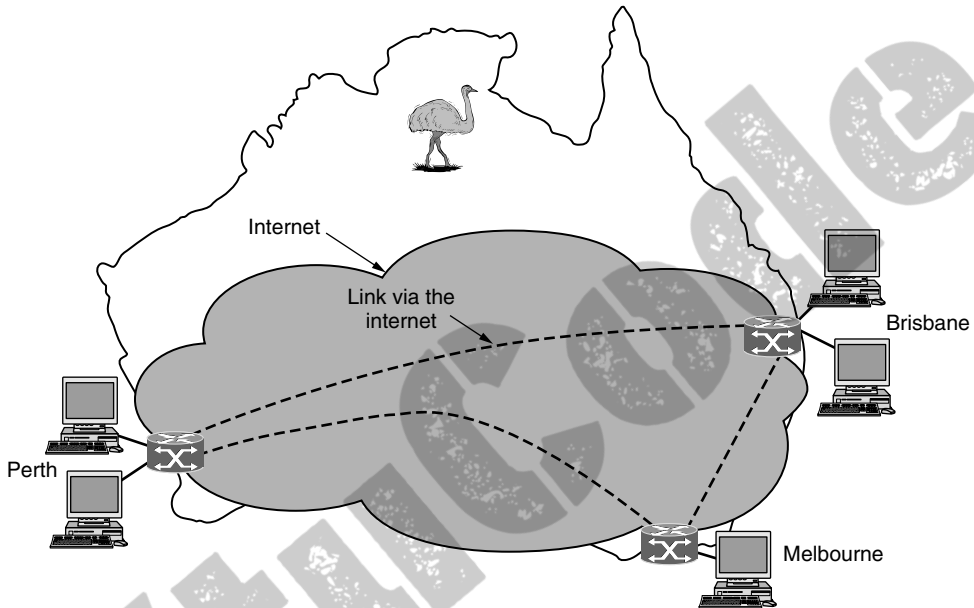 Internet
Link via the
internet
Brisbane
Perth
Melbourne